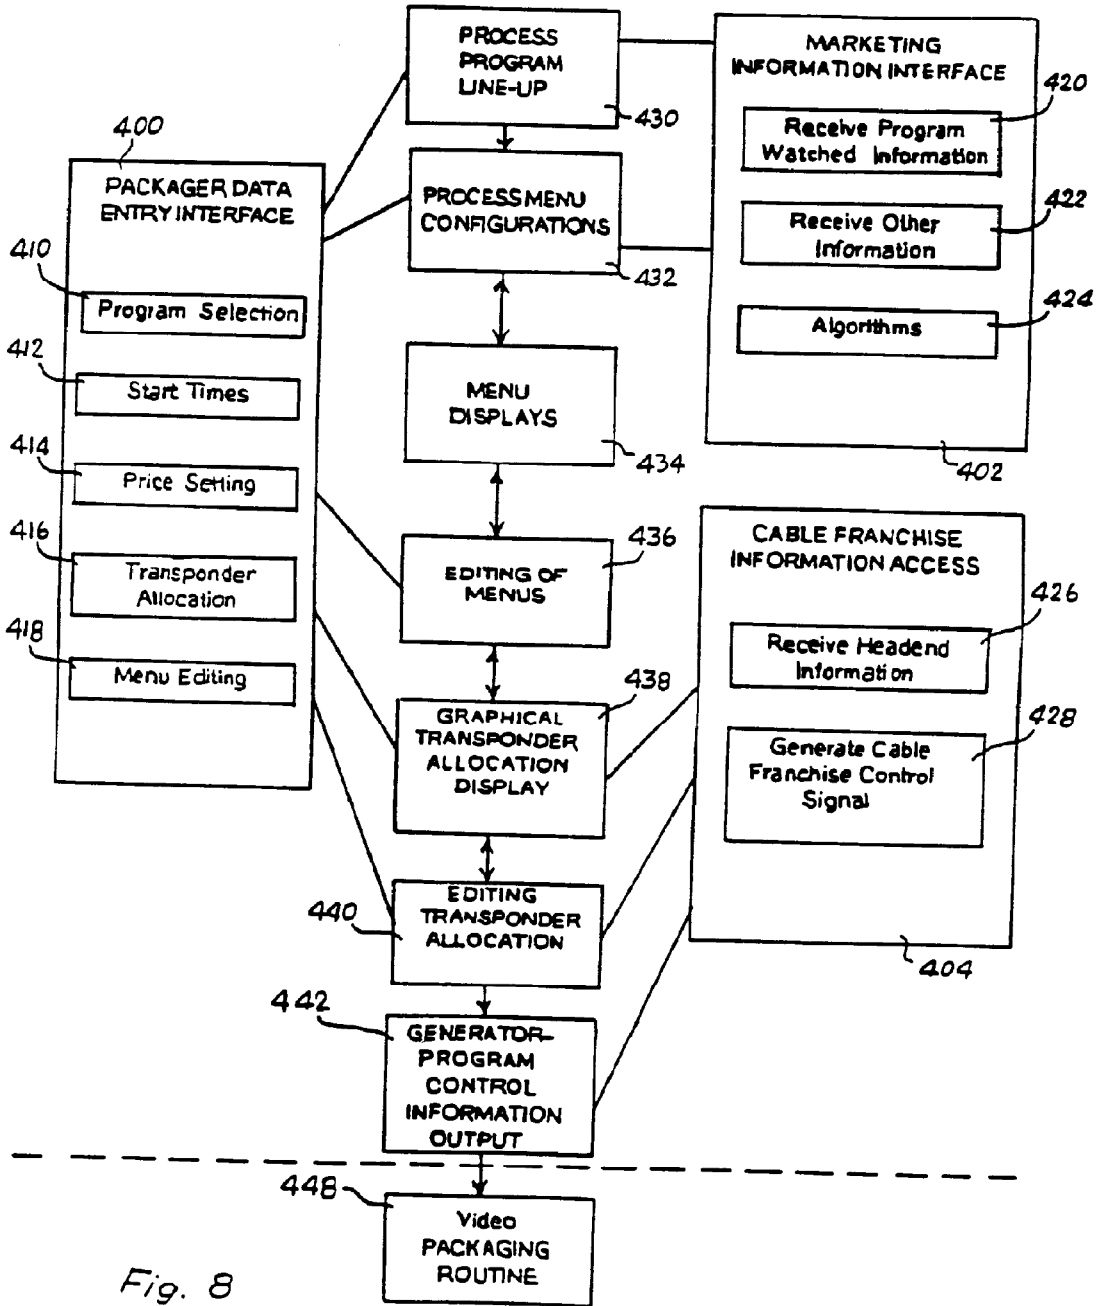 PROCESS
PROGRAM
LINE-UP
430
MARKETING
INFORMATION INTERFACE
420
Receive Program
Watched Information
422
Receive Other
Information
424
Algorithms
402
400
PACKAGER DATA
ENTRY INTERFACE
410
Program Selection
412
Start Times
414
Price Setting
416
Transponder
Allocation
418
Menu Editing
PROCESS MENU
CONFIGURATIONS
432
MENU
DISPLAYS
434
436
EDITING OF
MENUS
438
GRAPHICAL
TRANSPONDER
ALLOCATION
DISPLAY
440
EDITING
TRANSPONDER
ALLOCATION
442
GENERATOR-
PROGRAM
CONTROL
INFORMATION
OUTPUT
CABLE FRANCHISE
INFORMATION ACCESS
426
Receive Headend
Information
428
Generate Cable
Franchise Control
Signal
404
448
Video
PACKAGING
ROUTINE
Fig. 8